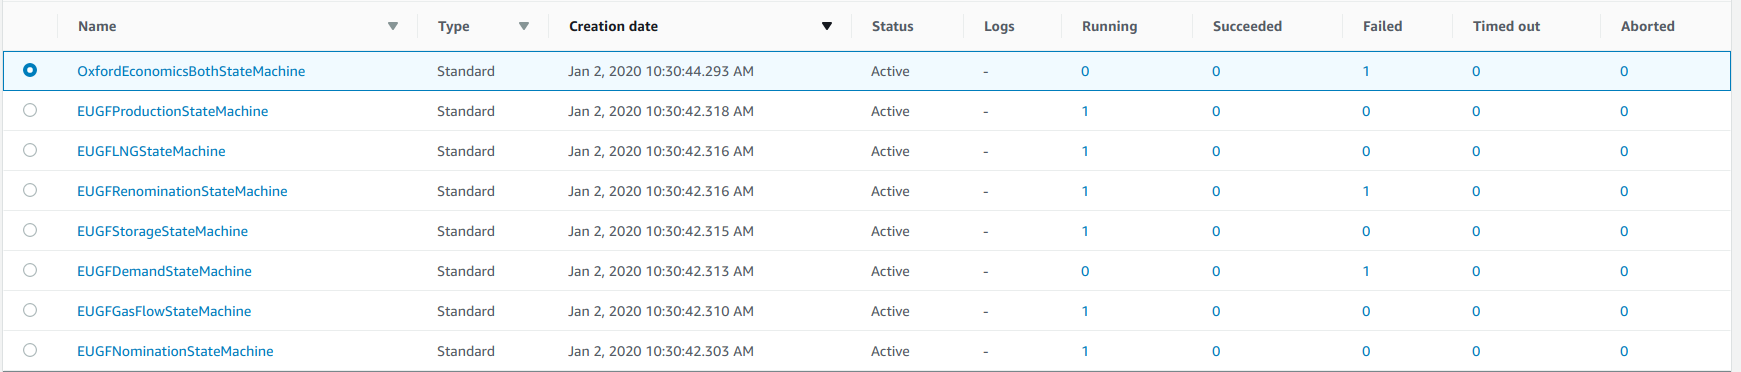 Name Type Creation date Status Logs Running Succeeded Failed Timed out Aborted
OxfordEconomicsBothStateMachine Standard Jan 2, 2020 10:30:44.293 AM Active - 0 0 1 0 0
EUGFProductionStateMachine Standard Jan 2, 2020 10:30:42.318 AM Active - 1 0 0 0 0
EUGFLNGStateMachine Standard Jan 2, 2020 10:30:42.316 AM Active - 1 0 0 0 0
EUGFRenominationStateMachine Standard Jan 2, 2020 10:30:42.316 AM Active - 1 0 1 0 0
EUGFStorageStateMachine Standard Jan 2, 2020 10:30:42.315 AM Active - 1 0 0 0 0
EUGFDemandStateMachine Standard Jan 2, 2020 10:30:42.313 AM Active - 0 0 1 0 0
EUGFGasFlowStateMachine Standard Jan 2, 2020 10:30:42.310 AM Active - 1 0 0 0 0
EUGFNominationStateMachine Standard Jan 2, 2020 10:30:42.303 AM Active - 1 0 0 0 0